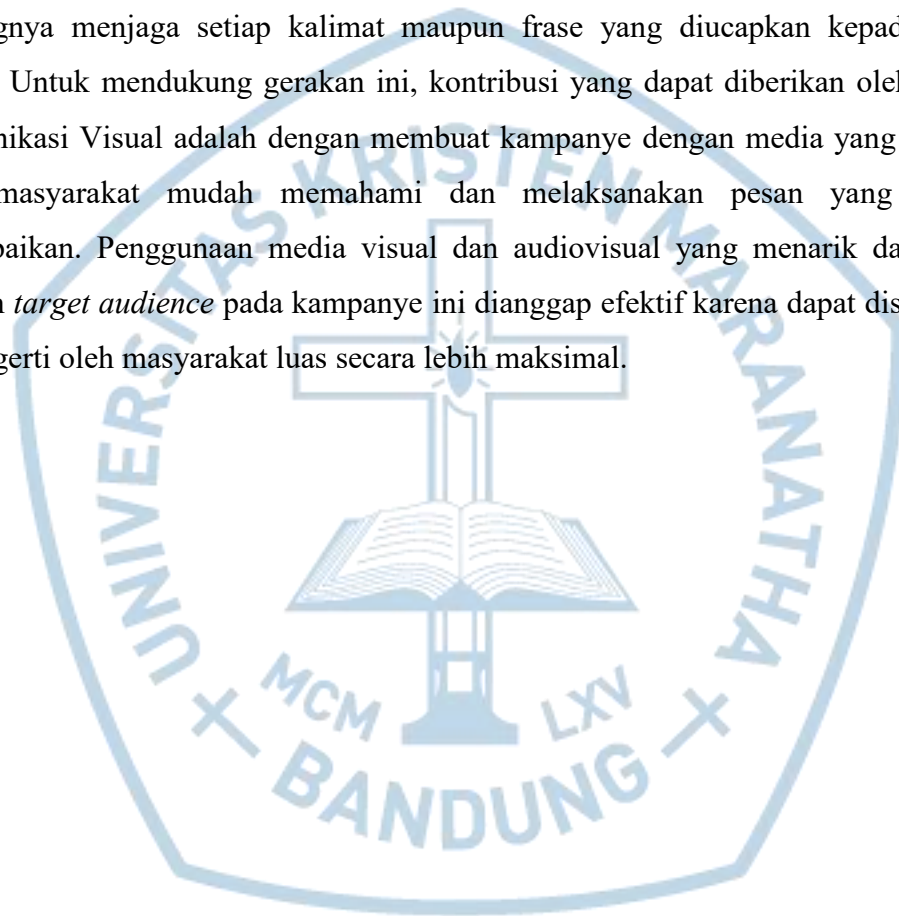 gnya menjaga setiap kalimat maupun frase yang diucapkan kepad
Untuk mendukung gerakan ini, kontribusi yang dapat diberikan oleh
nikasi Visual adalah dengan membuat kampanye dengan media yang
masyarakat mudah memahami dan melaksanakan pesan yang
paikan. Penggunaan media visual dan audiovisual yang menarik da
target audience pada kampanye ini dianggap efektif karena dapat dis
gerti oleh masyarakat luas secara lebih maksimal.
UNIVERSITAS KRISTEN MARANATHA
MCM LXV
BANDUNG